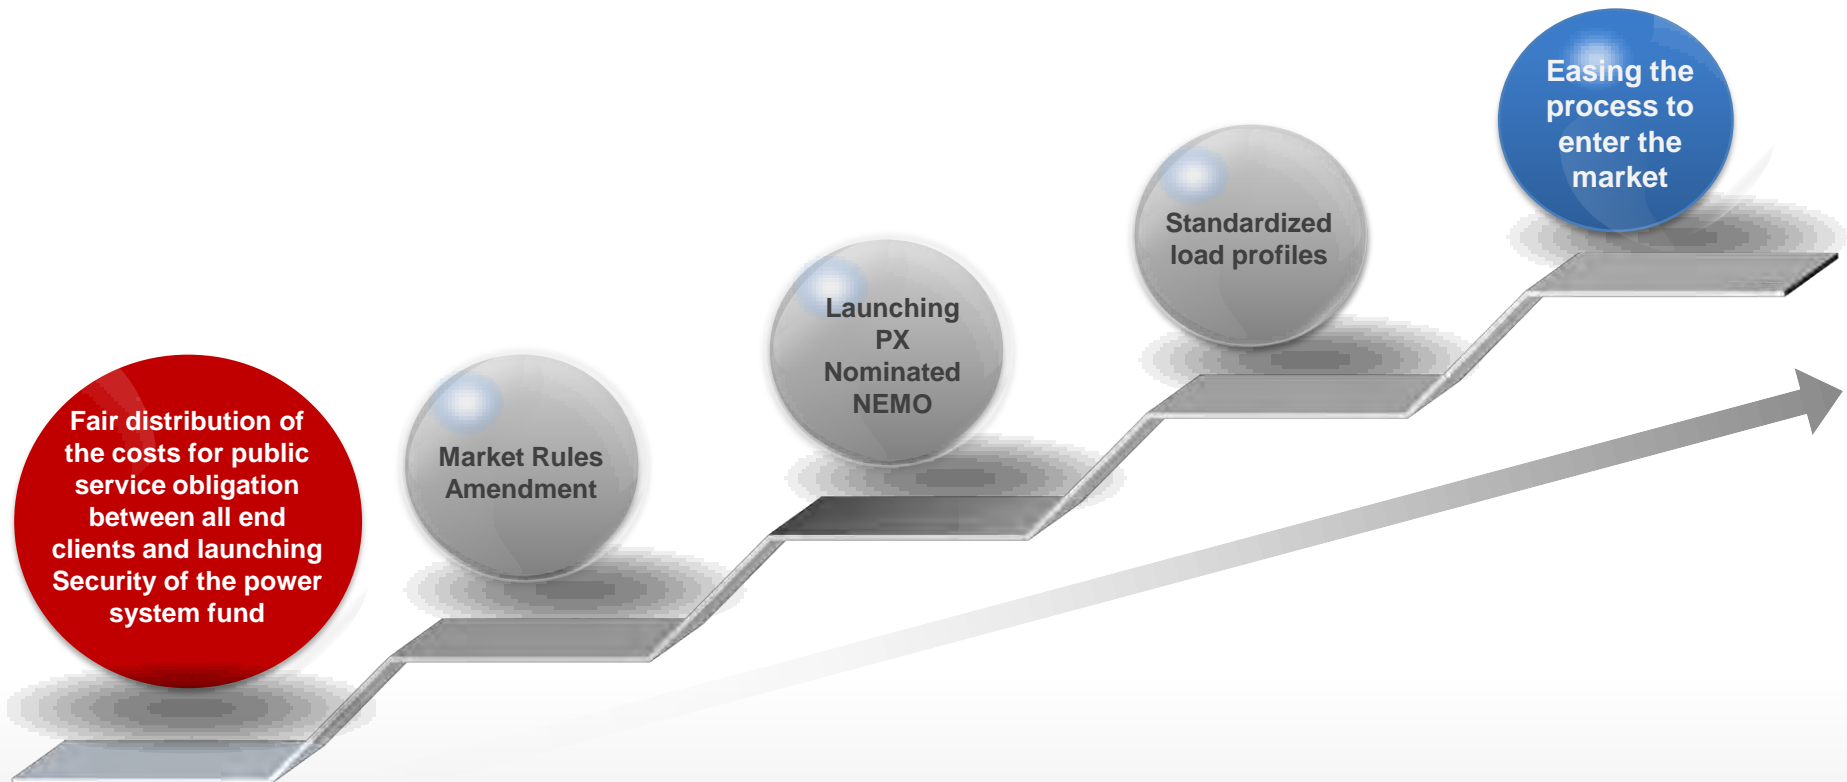 Fair distribution of
the costs for public
service obligation
between all end
clients and launching
Security of the power
system fund
Market Rules
Amendment
Launching
PX
Nominated
NEMO
Standardized
load profiles
Easing the
process to
enter the
market